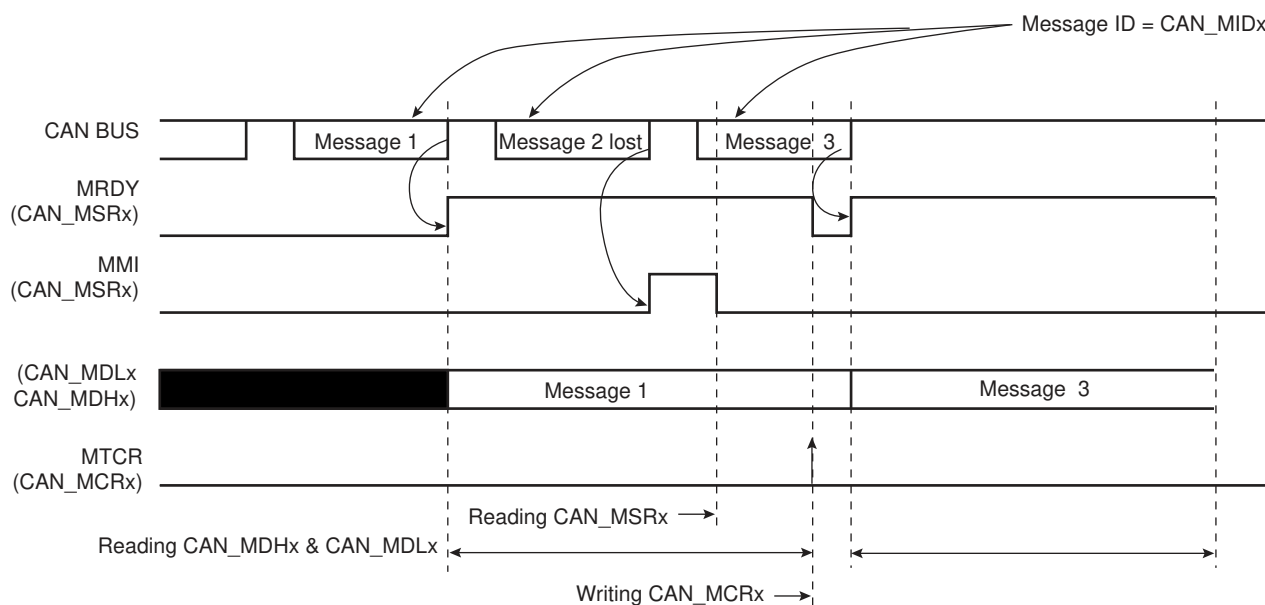 Message ID = CAN_MIDx
CAN BUS
Message 1
Message 2 lost
Message 3
MRDY
(CAN_MSRx)
MMI
(CAN_MSRx)
(CAN_MDLx
CAN_MDHx)
Message 1
Message 3
MTCR
(CAN_MCRx)
Reading CAN_MSRx
Reading CAN_MDHx & CAN_MDLx
Writing CAN_MCRx